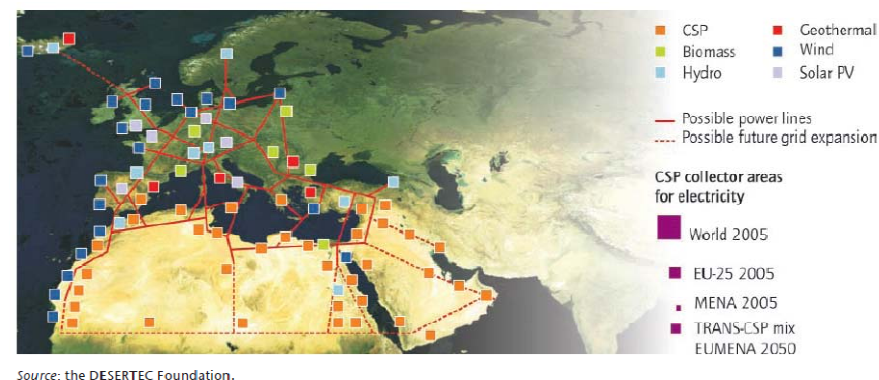 CSP
Geothermal
Biomass
Wind
Hydro
Solar PV
Possible power lines
Possible future grid expansion
CSP collector areas
for electricity
World 2005
EU-25 2005
MENA 2005
TRANS-CSP mix
EUMENA 2050
Source: the DESERTEC Foundation.